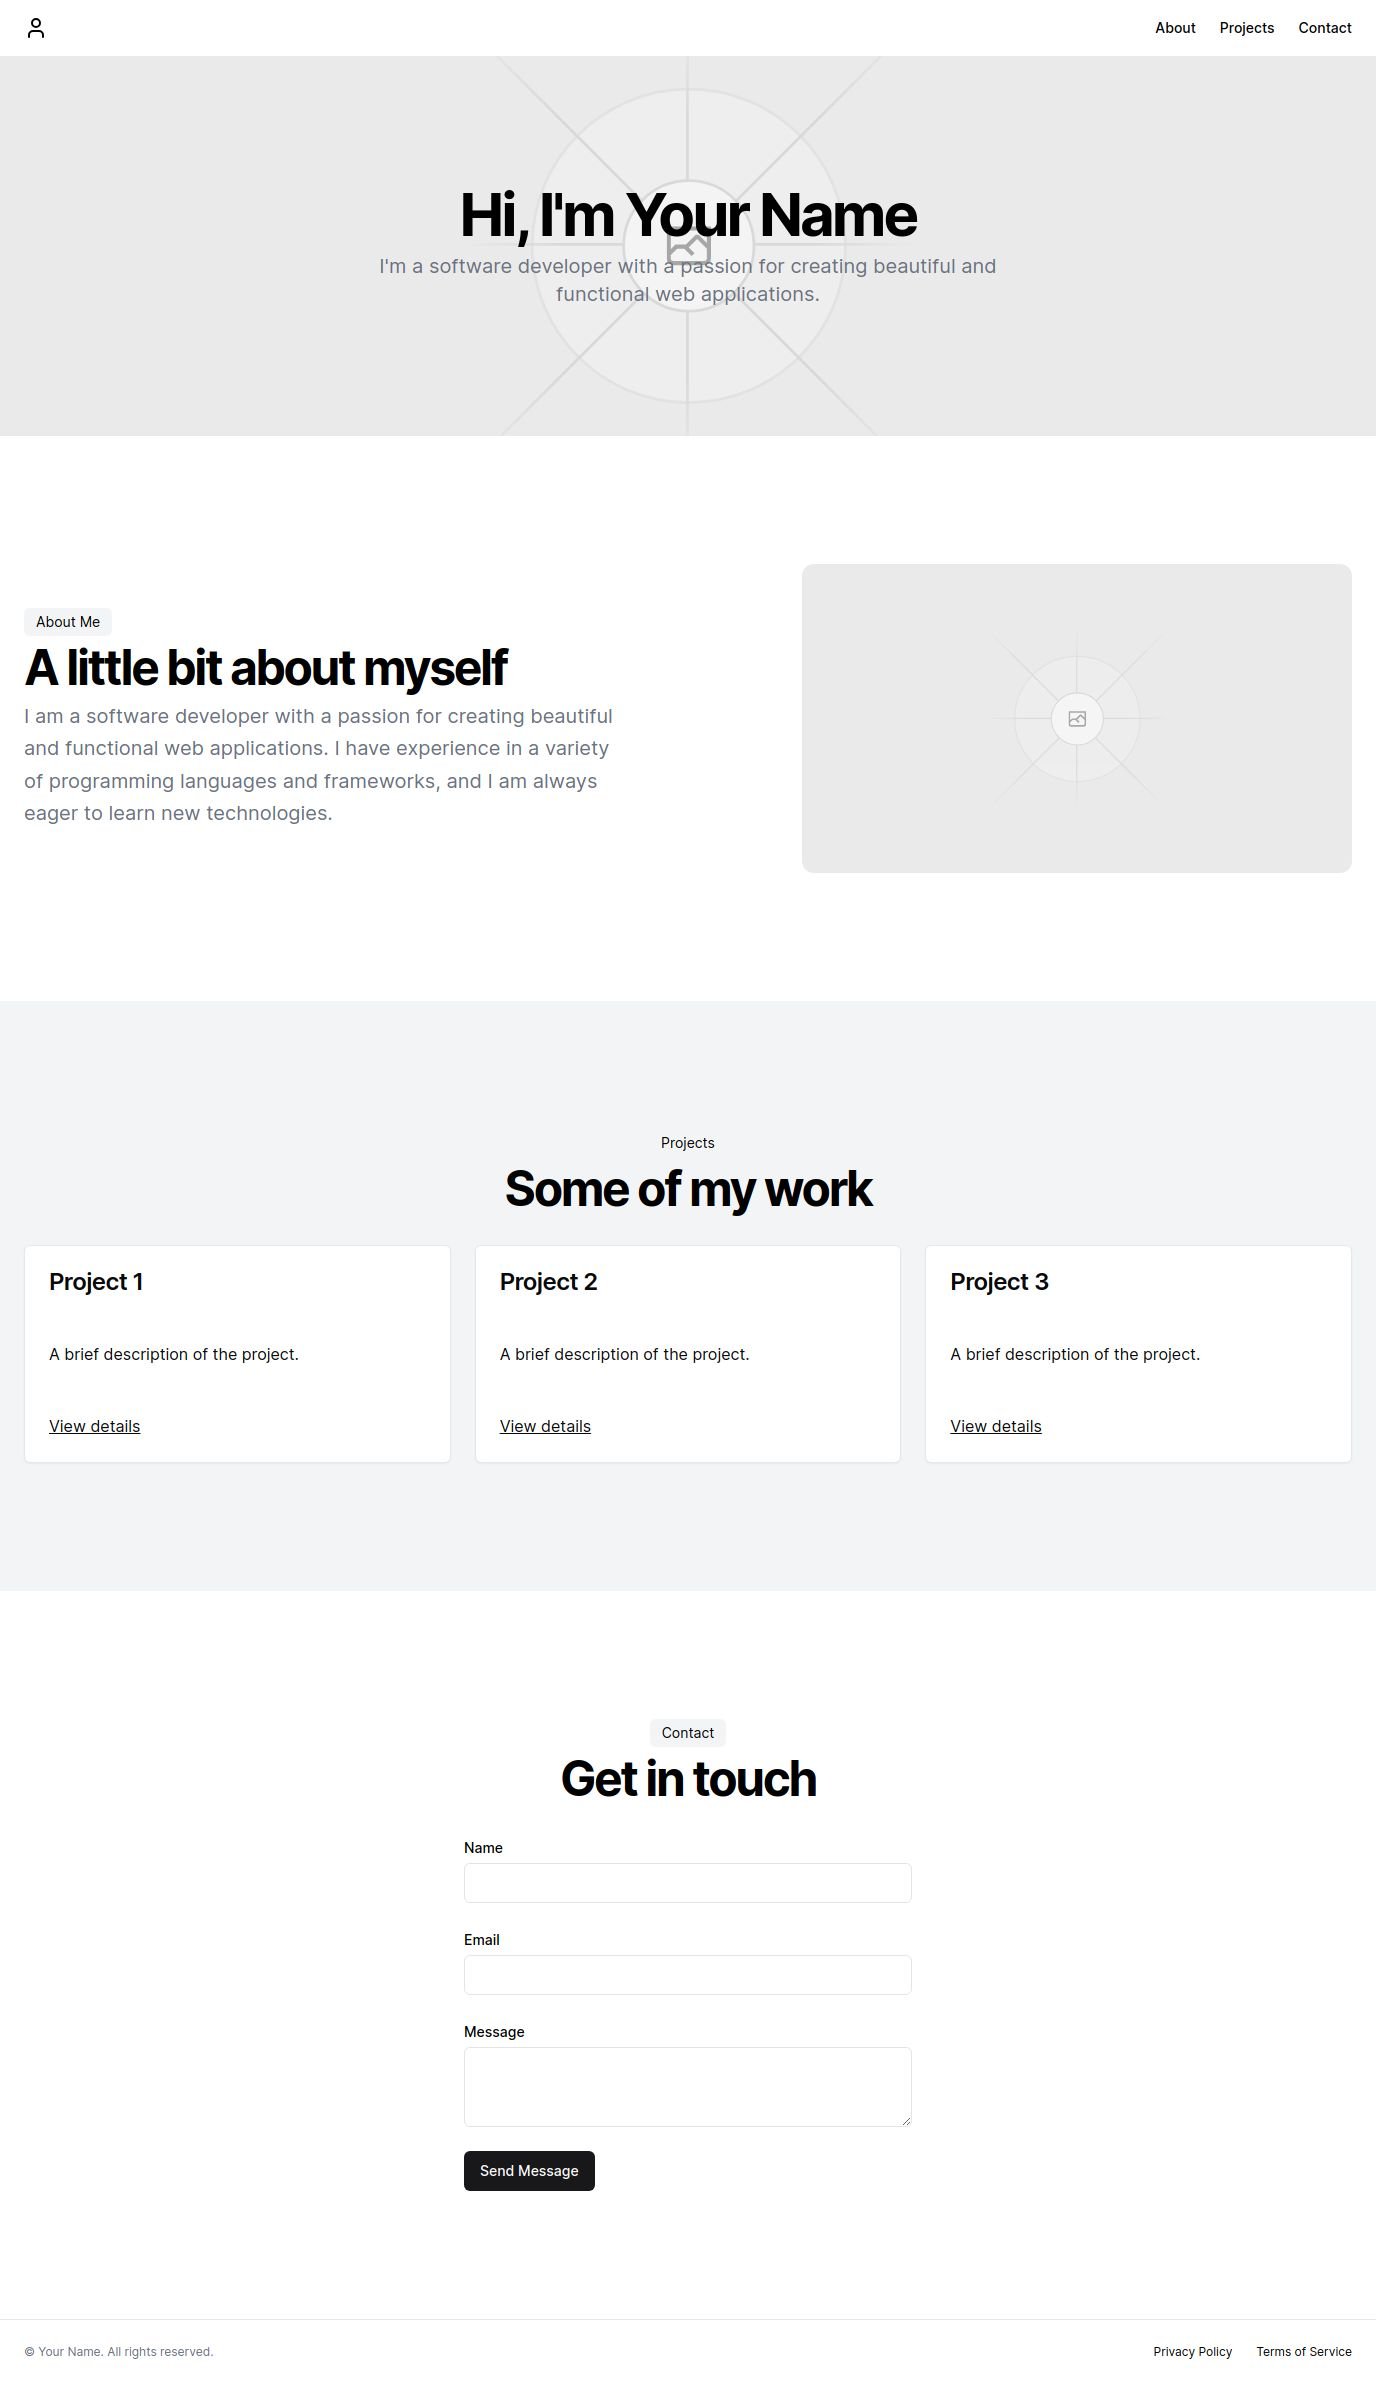 About Projects Contact
Hi, I'm Your Name
I'm a software developer with a passion for creating beautiful and
functional web applications.
About Me
A little bit about myself
I am a software developer with a passion for creating beautiful
and functional web applications. I have experience in a variety
of programming languages and frameworks, and I am always
eager to learn new technologies.
Projects
Some of my work
Project 1
A brief description of the project.
View details
Project 2
A brief description of the project.
View details
Project 3
A brief description of the project.
View details
Contact
Get in touch
Name
Email
Message
Send Message
© Your Name. All rights reserved.
Privacy Policy Terms of Service